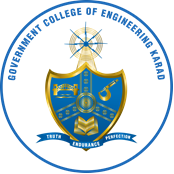 GOVERNMENT COLLEGE OF ENGINEERING KARAD
TRUTH
ENDURANCE
PERFECTION